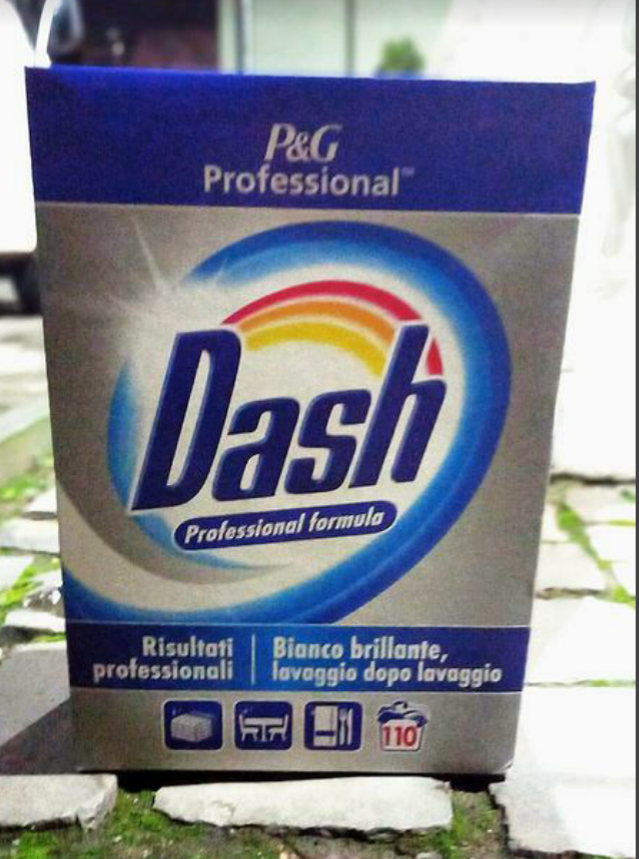 P&G
Professional™
Dash
Professional formula
Risultati
professionali
Bianco brillante,
lavaggio dopo lavaggio
110